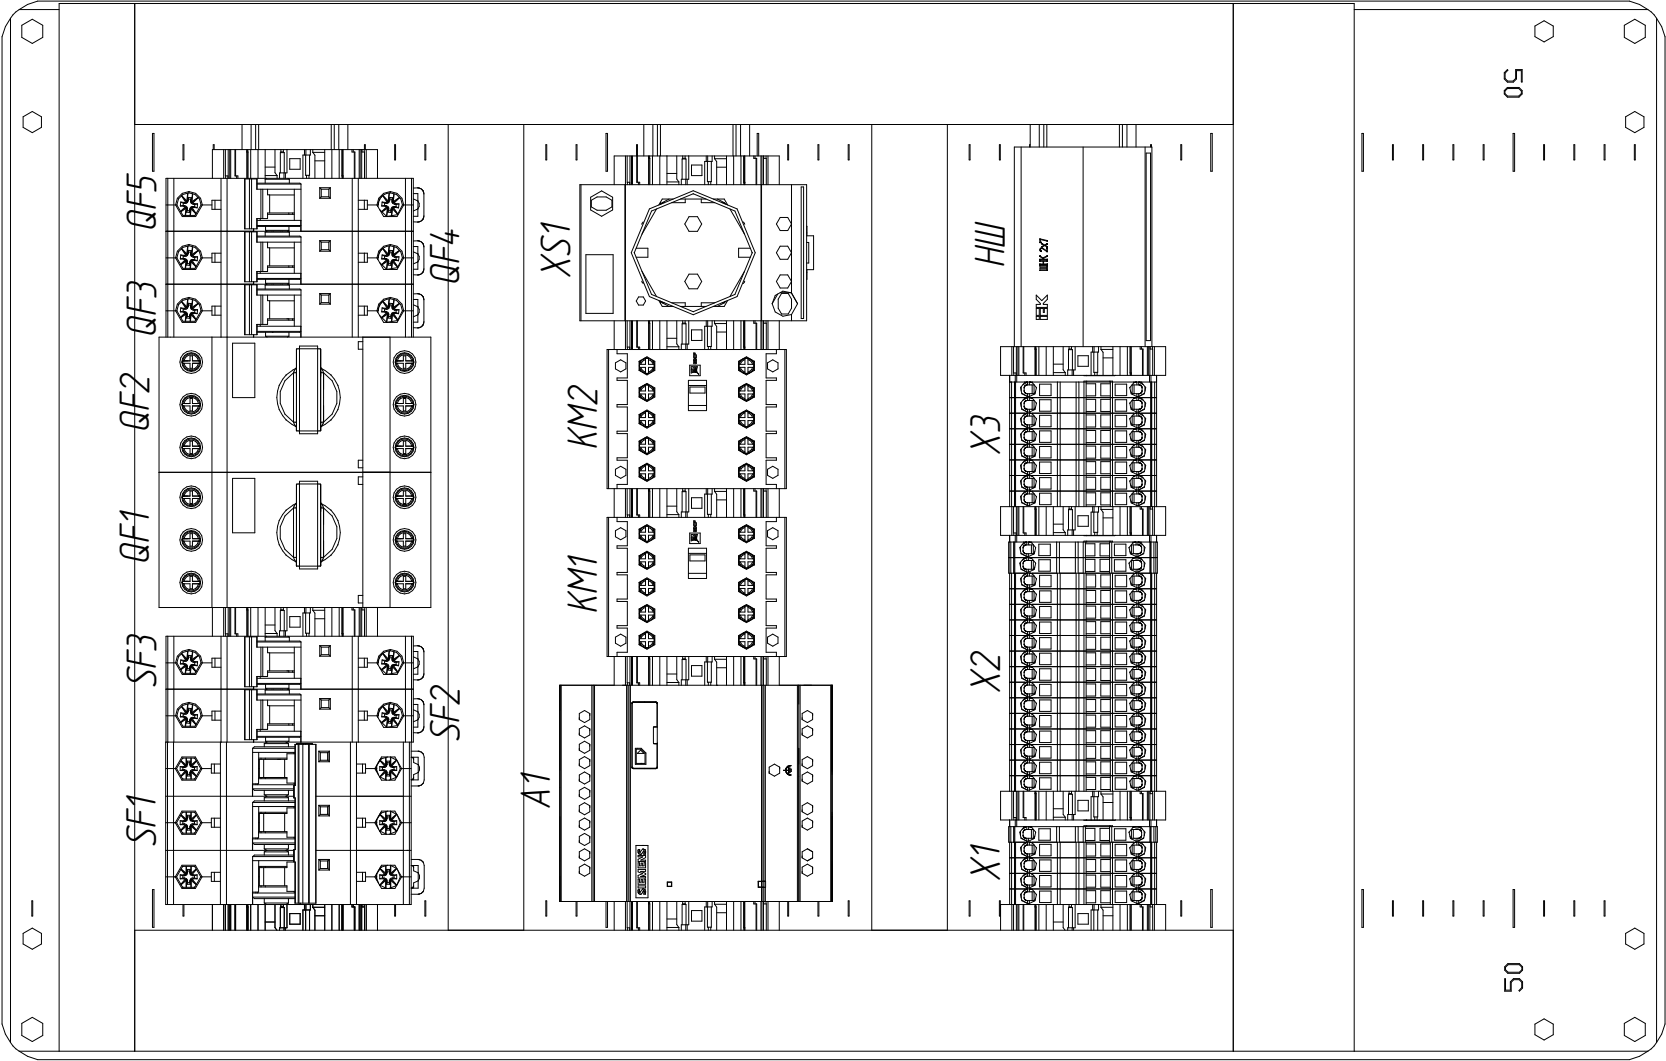 QF5
QF4
QF3
QF2
QF1
SF3
SF2
SF1
XS1
KM2
KM1
A1
SIEMENS
НШ
ШНК 2х7
IEK
X3
X2
X1
50
50